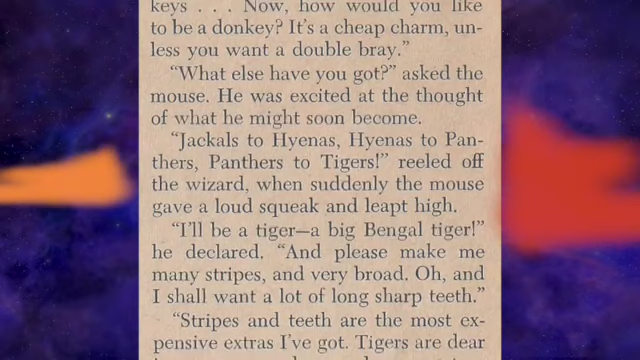 keys . . . Now, how would you like
to be a donkey? It's a cheap charm, un-
less you want a double bray."
"What else have you got?" asked the
mouse. He was excited at the thought
of what he might soon become.
"Jackals to Hyenas, Hyenas to Pan-
thers, Panthers to Tigers!" reeled off
the wizard, when suddenly the mouse
gave a loud squeak and leapt high.
"I'll be a tiger—a big Bengal tiger!"
he declared. "And please make me
many stripes, and very broad. Oh, and
I shall want a lot of long sharp teeth."
"Stripes and teeth are the most ex-
pensive extras I've got. Tigers are dear